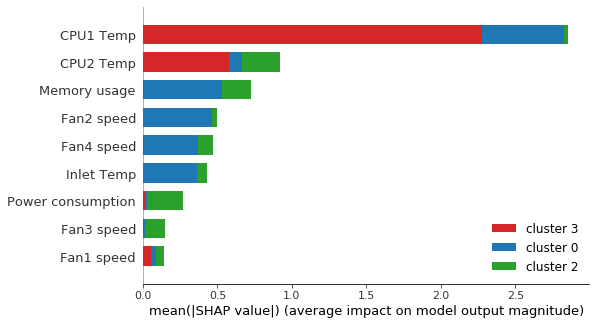 CPU1 Temp
CPU2 Temp
Memory usage
Fan2 speed
Fan4 speed
Inlet Temp
Power consumption
Fan3 speed
Fan1 speed
cluster 3
cluster 0
cluster 2
0.0 0.5 1.0 1.5 2.0 2.5
mean(|SHAP value|) (average impact on model output magnitude)